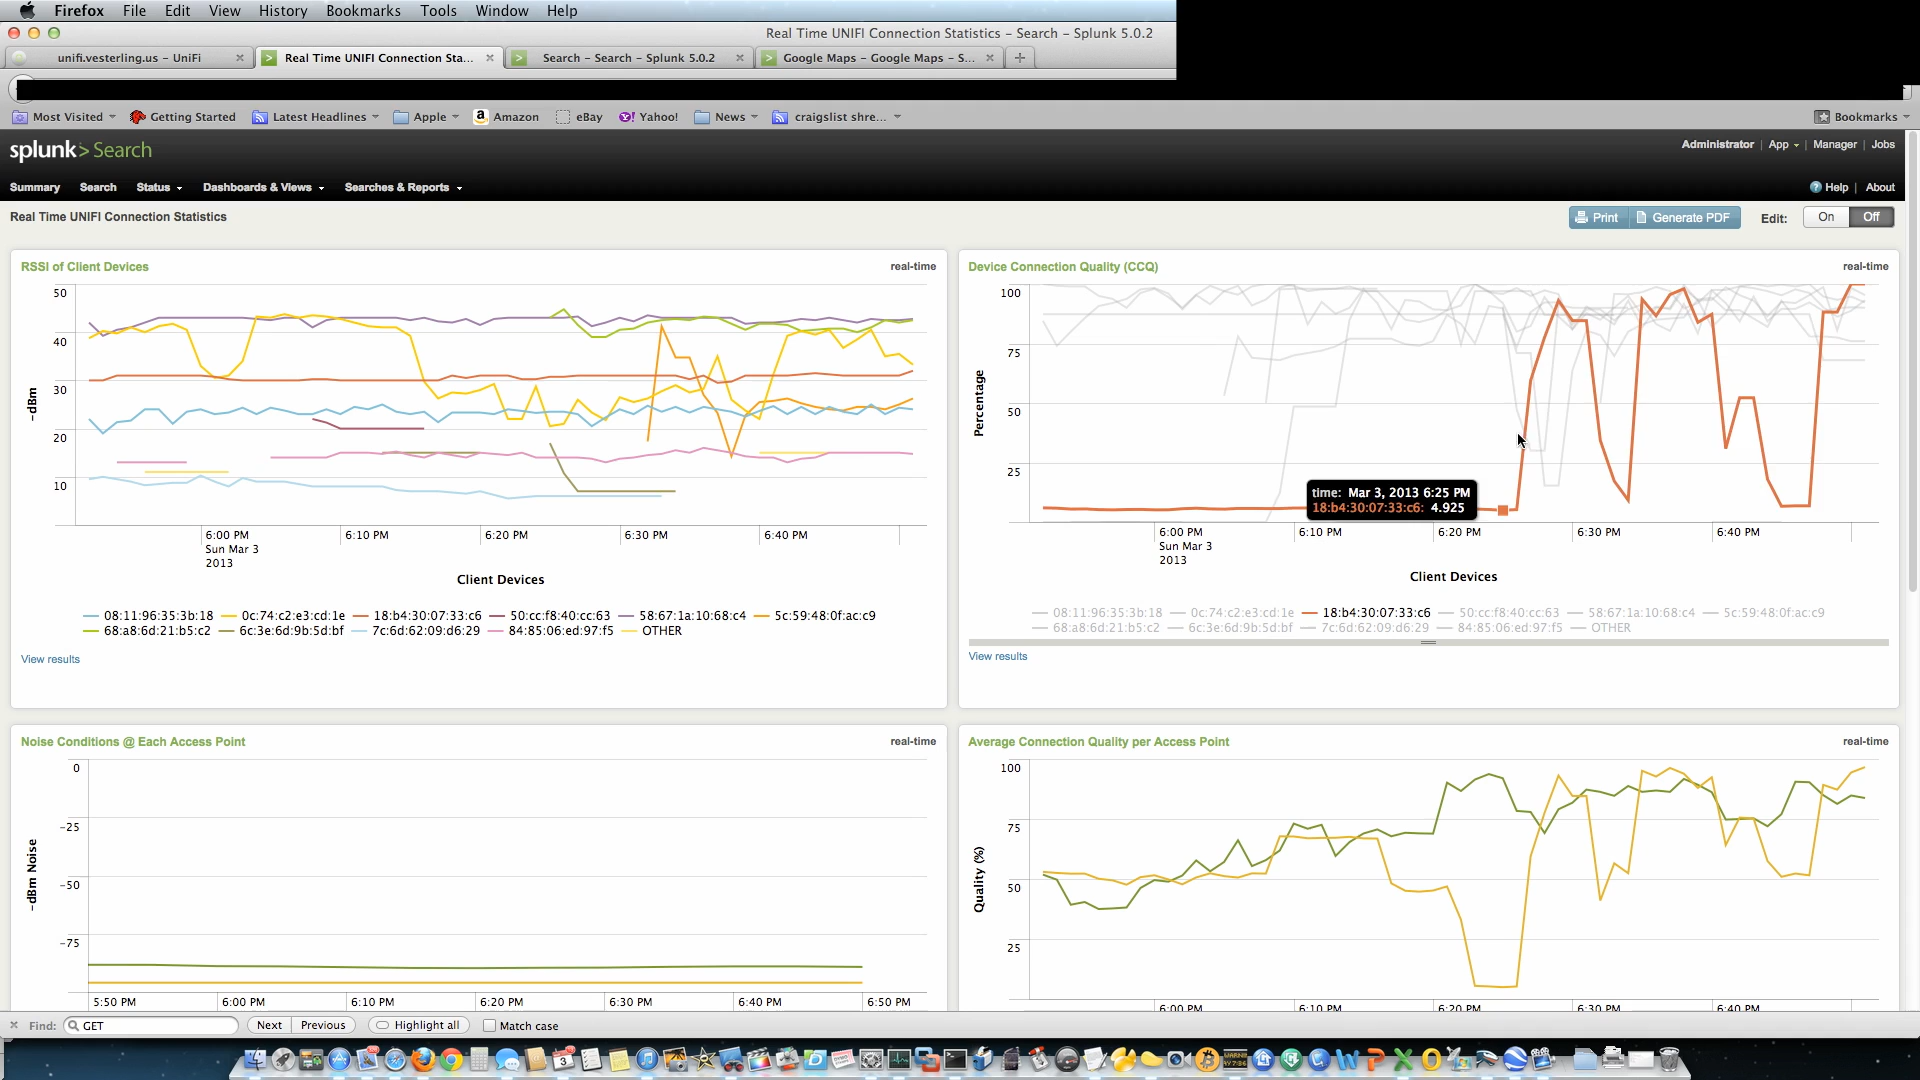 Firefox File Edit View History Bookmarks Tools Window Help
Real Time UNIFI Connection Statistics – Search – Splunk 5.0.2
unifi.vesterling.us – UniFi
Real Time UNIFI Connection Sta...
Search – Search – Splunk 5.0.2
Google Maps – Google Maps – S...
Most Visited Getting Started Latest Headlines Apple Amazon eBay Yahoo! News craigslist shre... Bookmarks
splunk> Search
Administrator | App | Manager | Jobs
Summary Search Status Dashboards & Views Searches & Reports
Help | About
Real Time UNIFI Connection Statistics
Print Generate PDF Edit: On Off
RSSI of Client Devices real-time
50
40
30
20
10
-dBm
6:00 PM 6:10 PM 6:20 PM 6:30 PM 6:40 PM
Sun Mar 3
2013
Client Devices
08:11:96:35:3b:18 0c:74:c2:e3:cd:1e 18:b4:30:07:33:c6 50:cc:f8:40:cc:63 58:67:1a:10:68:c4 5c:59:48:0f:ac:c9
68:a8:6d:21:b5:c2 6c:3e:6d:9b:5d:bf 7c:6d:62:09:d6:29 84:85:06:ed:97:f5 OTHER
View results
Device Connection Quality (CCQ) real-time
100
75
50
25
Percentage
time: Mar 3, 2013 6:25 PM
18:b4:30:07:33:c6: 4.925
6:00 PM 6:10 PM 6:20 PM 6:30 PM 6:40 PM
Sun Mar 3
2013
Client Devices
08:11:96:35:3b:18 0c:74:c2:e3:cd:1e 18:b4:30:07:33:c6 50:cc:f8:40:cc:63 58:67:1a:10:68:c4 5c:59:48:0f:ac:c9
68:a8:6d:21:b5:c2 6c:3e:6d:9b:5d:bf 7c:6d:62:09:d6:29 84:85:06:ed:97:f5 OTHER
View results
Noise Conditions @ Each Access Point real-time
0
-25
-50
-75
-dBm Noise
5:50 PM 6:00 PM 6:10 PM 6:20 PM 6:30 PM 6:40 PM 6:50 PM
Average Connection Quality per Access Point real-time
100
75
50
25
Quality (%)
6:00 PM 6:10 PM 6:20 PM 6:30 PM 6:40 PM
Find: GET Next Previous Highlight all Match case